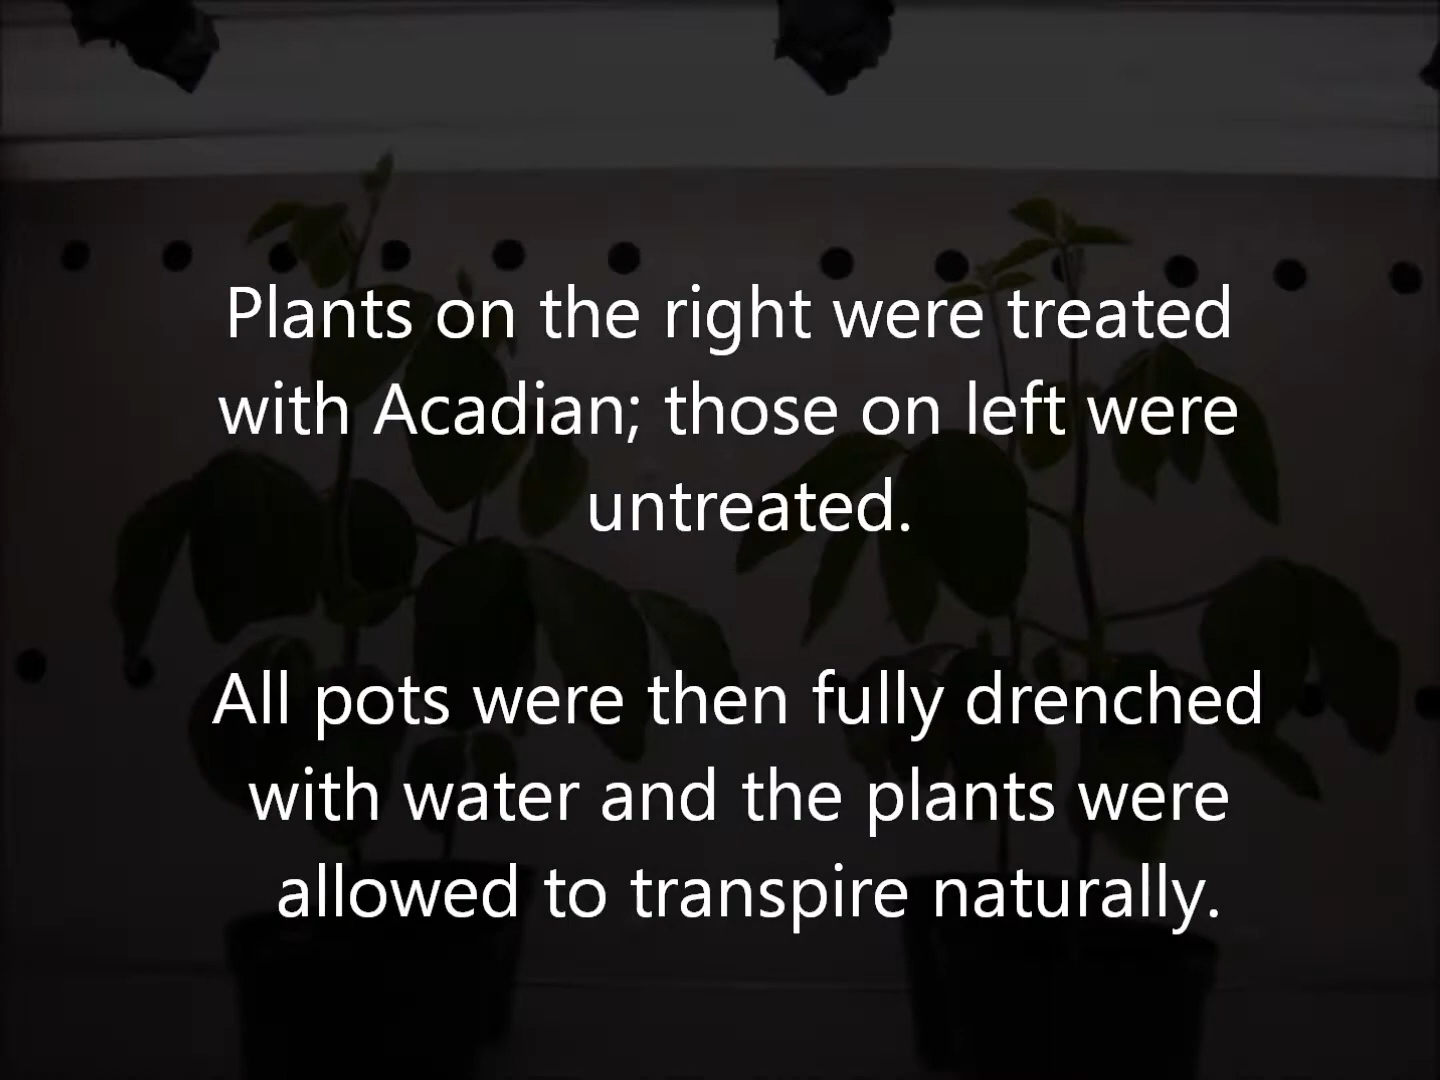 Plants on the right were treated
with Acadian; those on left were
untreated.
All pots were then fully drenched
with water and the plants were
allowed to transpire naturally.